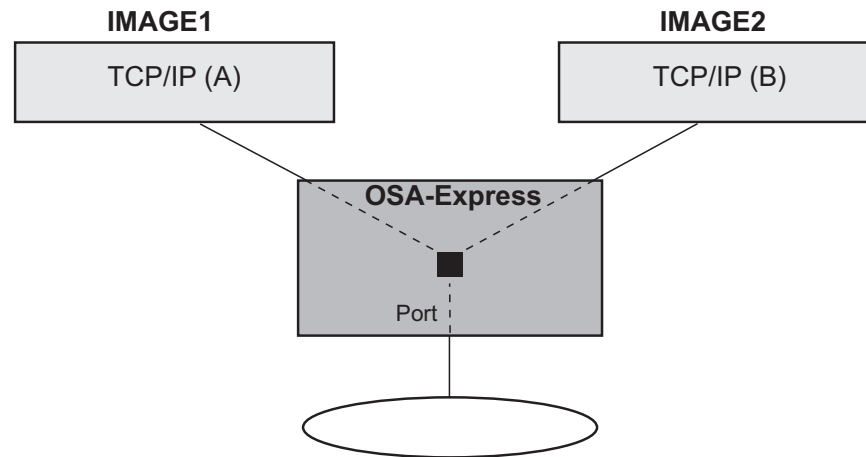 IMAGE1
IMAGE2
TCP/IP (A)
TCP/IP (B)
OSA-Express
Port